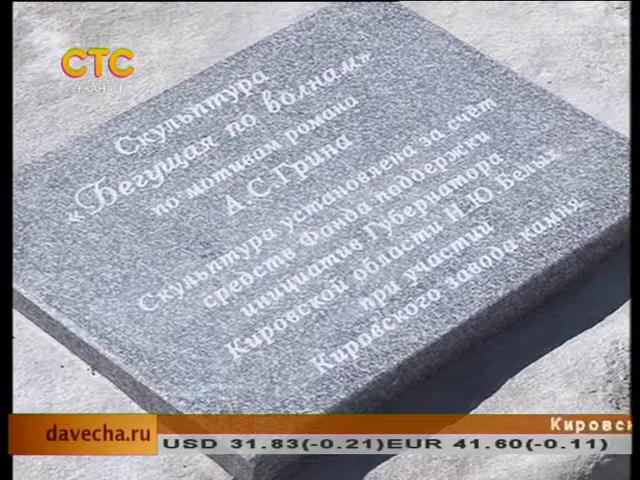 СТС
9 КАНАЛ
Скульптура
«Бегущая по волнам»
по мотивам романа
А.С.Грина
Скульптура установлена за счёт
средств Фонда поддержки
инициатив Губернатора
Кировской области Н.Ю.Белых
при участии
Кировского завода камня
davecha.ru
Кировск
USD 31.83(-0.21)EUR 41.60(-0.11)